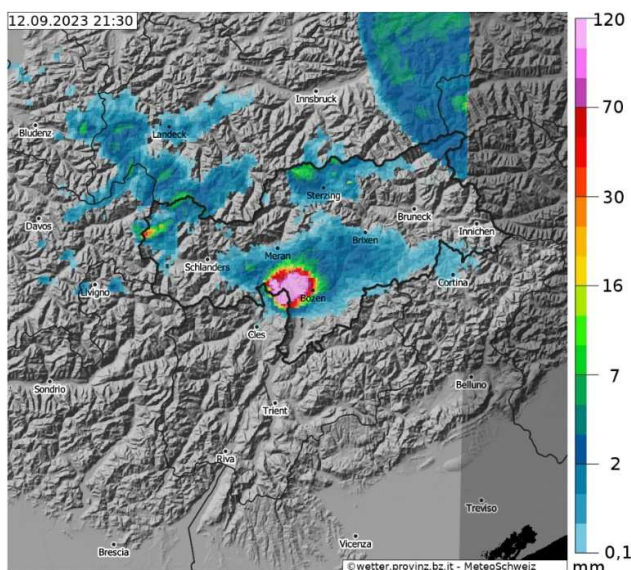 12.09.2023 21:30
120
70
30
16
7
2
0,1
mm
Innsbruck
Bludenz
Landeck
Sterzing
Bruneck
Innichen
Davos
Brixen
Meran
Schlanders
Cortina
Livigno
Bozen
Cles
Sondrio
Belluno
Trient
Riva
Treviso
Vicenza
Brescia
©wetter.provinz.bz.it - MeteoSchweiz